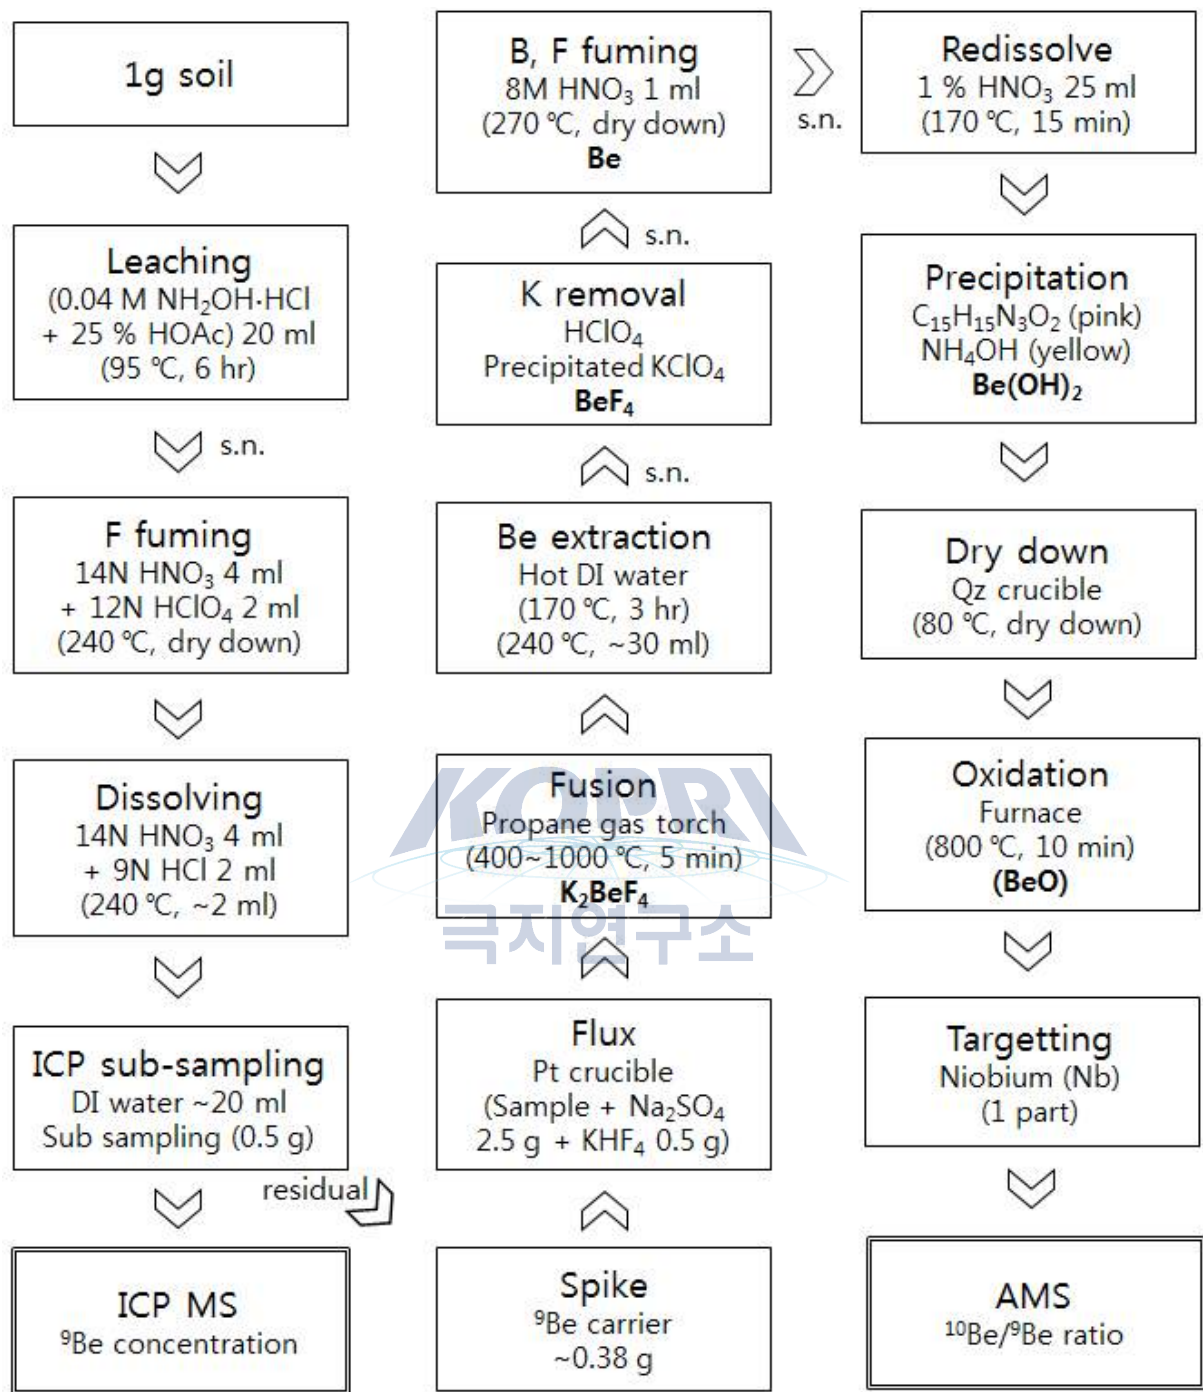 1g soil
Leaching
(0.04 M NH₂OH·HCl
+ 25 % HOAc) 20 ml
(95 ℃, 6 hr)
s.n.
F fuming
14N HNO₃ 4 ml
+ 12N HClO₄ 2 ml
(240 ℃, dry down)
Dissolving
14N HNO₃ 4 ml
+ 9N HCl 2 ml
(240 ℃, ~2 ml)
ICP sub-sampling
DI water ~20 ml
Sub sampling (0.5 g)
residual
ICP MS
⁹Be concentration
B, F fuming
8M HNO₃ 1 ml
(270 ℃, dry down)
Be
s.n.
s.n.
K removal
HClO₄
Precipitated KClO₄
BeF₄
s.n.
Be extraction
Hot DI water
(170 ℃, 3 hr)
(240 ℃, ~30 ml)
Fusion
Propane gas torch
(400~1000 ℃, 5 min)
K₂BeF₄
Flux
Pt crucible
(Sample + Na₂SO₄
2.5 g + KHF₄ 0.5 g)
Spike
⁹Be carrier
~0.38 g
Redissolve
1 % HNO₃ 25 ml
(170 ℃, 15 min)
Precipitation
C₁₅H₁₅N₃O₂ (pink)
NH₄OH (yellow)
Be(OH)₂
Dry down
Qz crucible
(80 ℃, dry down)
Oxidation
Furnace
(800 ℃, 10 min)
(BeO)
Targetting
Niobium (Nb)
(1 part)
AMS
¹⁰Be/⁹Be ratio
KOPRI
극지연구소